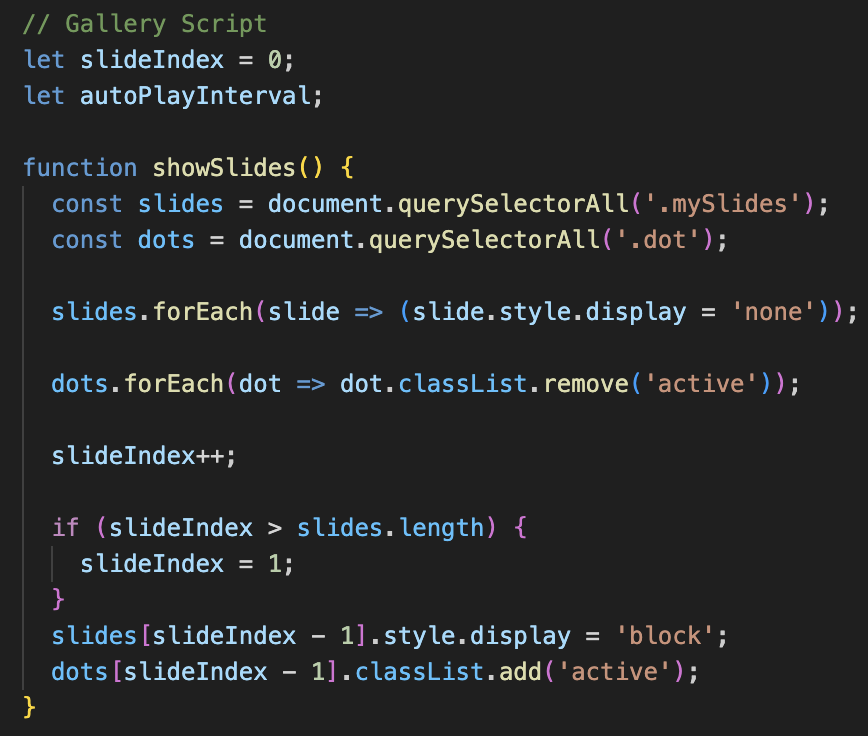 // Gallery Script
let slideIndex = 0;
let autoPlayInterval;

function showSlides() {
  const slides = document.querySelectorAll('.mySlides');
  const dots = document.querySelectorAll('.dot');

  slides.forEach(slide => (slide.style.display = 'none'));

  dots.forEach(dot => dot.classList.remove('active'));

  slideIndex++;

  if (slideIndex > slides.length) {
    slideIndex = 1;
  }
  slides[slideIndex - 1].style.display = 'block';
  dots[slideIndex - 1].classList.add('active');
}